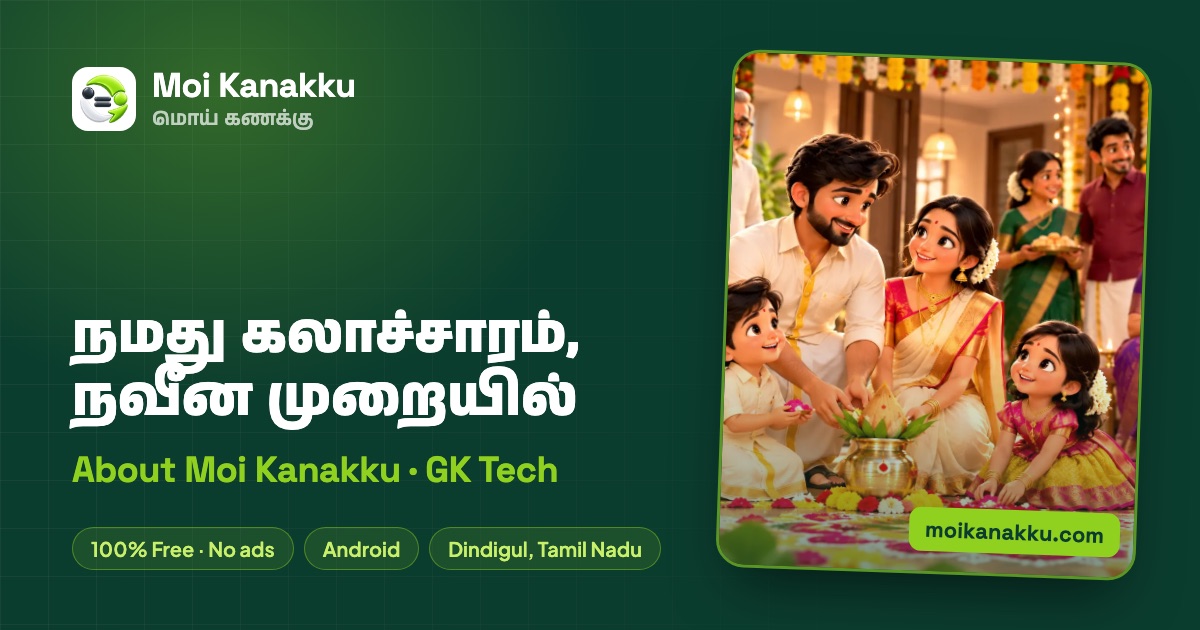 Moi Kanakku
மொய் கணக்கு
நமது கலாச்சாரம்,
நவீன முறையில்
About Moi Kanakku · GK Tech
100% Free · No ads
Android
Dindigul, Tamil Nadu
moikanakku.com